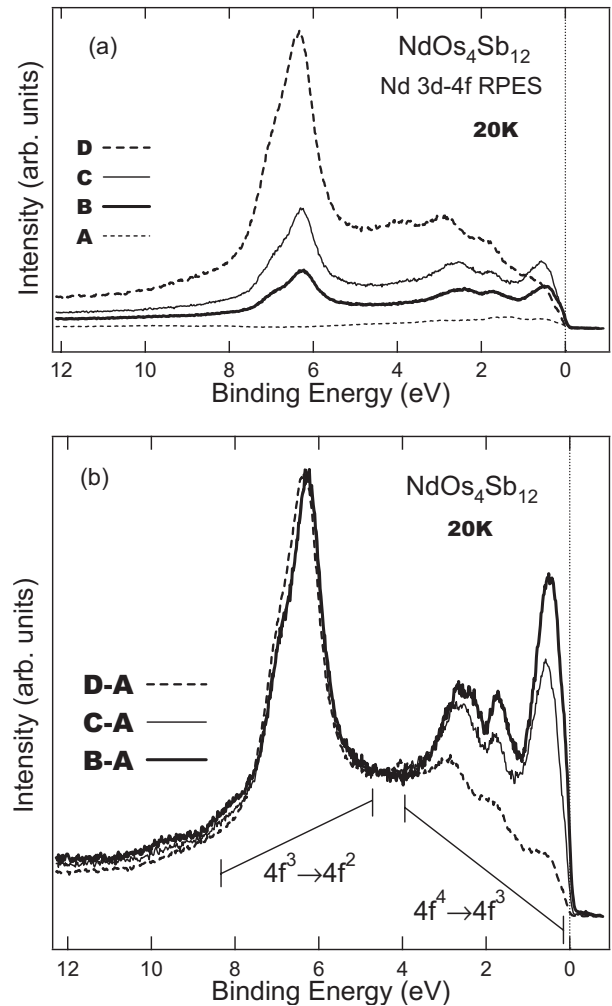 (a)
NdOs₄Sb₁₂
Nd 3d-4f RPES
20K
D
C
B
A
Intensity (arb. units)
12 10 8 6 4 2 0
Binding Energy (eV)
(b)
NdOs₄Sb₁₂
20K
D-A
C-A
B-A
4f³→4f²
4f⁴→4f³
Intensity (arb. units)
12 10 8 6 4 2 0
Binding Energy (eV)